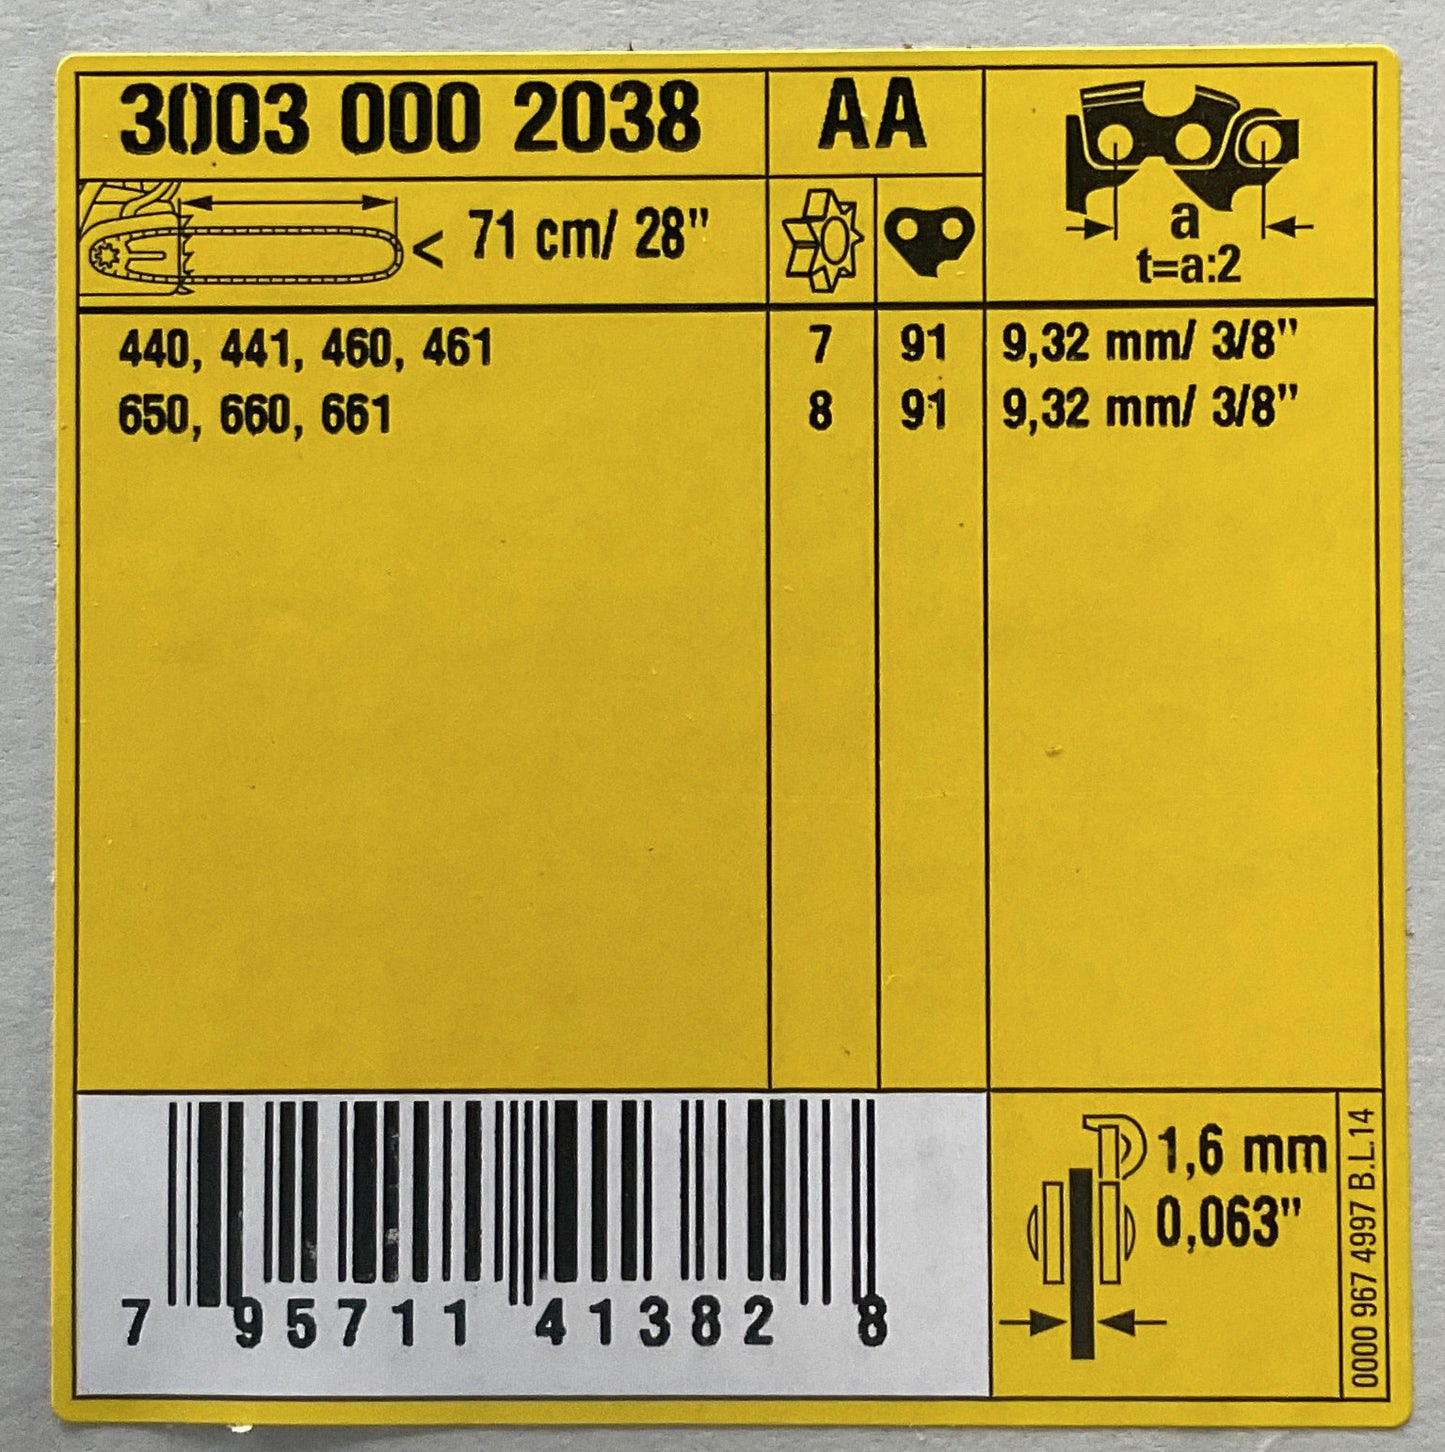 3003 000 2038 AA
< 71 cm/ 28"
a
t=a:2
440, 441, 460, 461 7 91 9,32 mm/ 3/8"
650, 660, 661 8 91 9,32 mm/ 3/8"
7 95711 41382 8
1,6 mm
0,063"
0000 967 4997 B.L.14